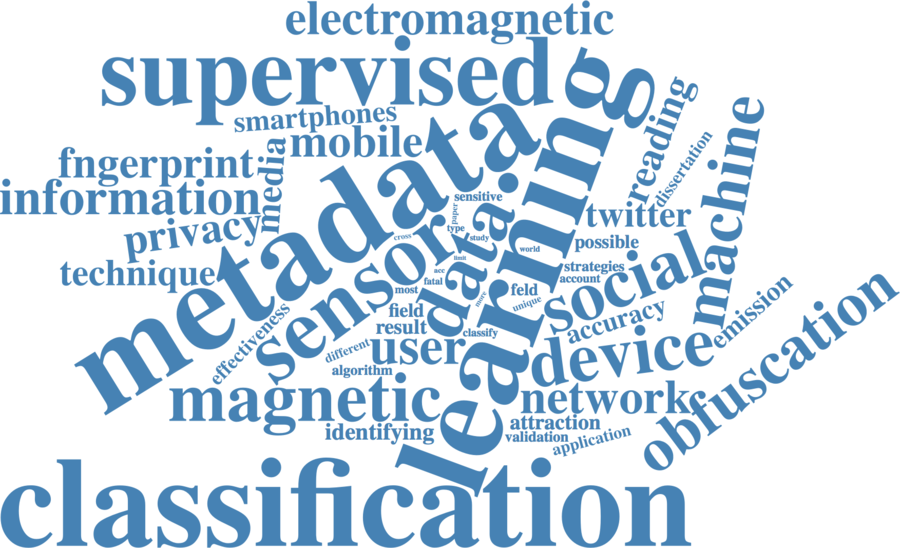 electromagnetic
supervised
smartphones
mobile
fngerprint
media
information
privacy
technique
metadata
sensor
data
learning
reading
dissertation
machine
sensitive
paper
type
study
cross
limit
world
acc
fatal
most
more
twitter
possible
strategies
account
feld
unique
social
accuracy
emission
field
result
classify
effectiveness
different
algorithm
user
device
obfuscation
magnetic
network
identifying
attraction
validation
application
classification